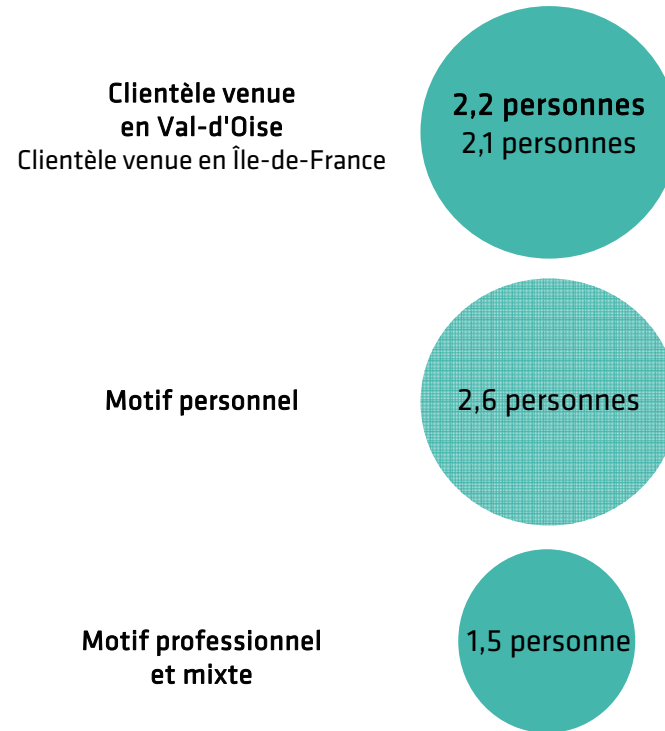 Clientèle venue
en Val-d'Oise
Clientèle venue en Île-de-France
2,2 personnes
2,1 personnes
Motif personnel
2,6 personnes
Motif professionnel
et mixte
1,5 personne